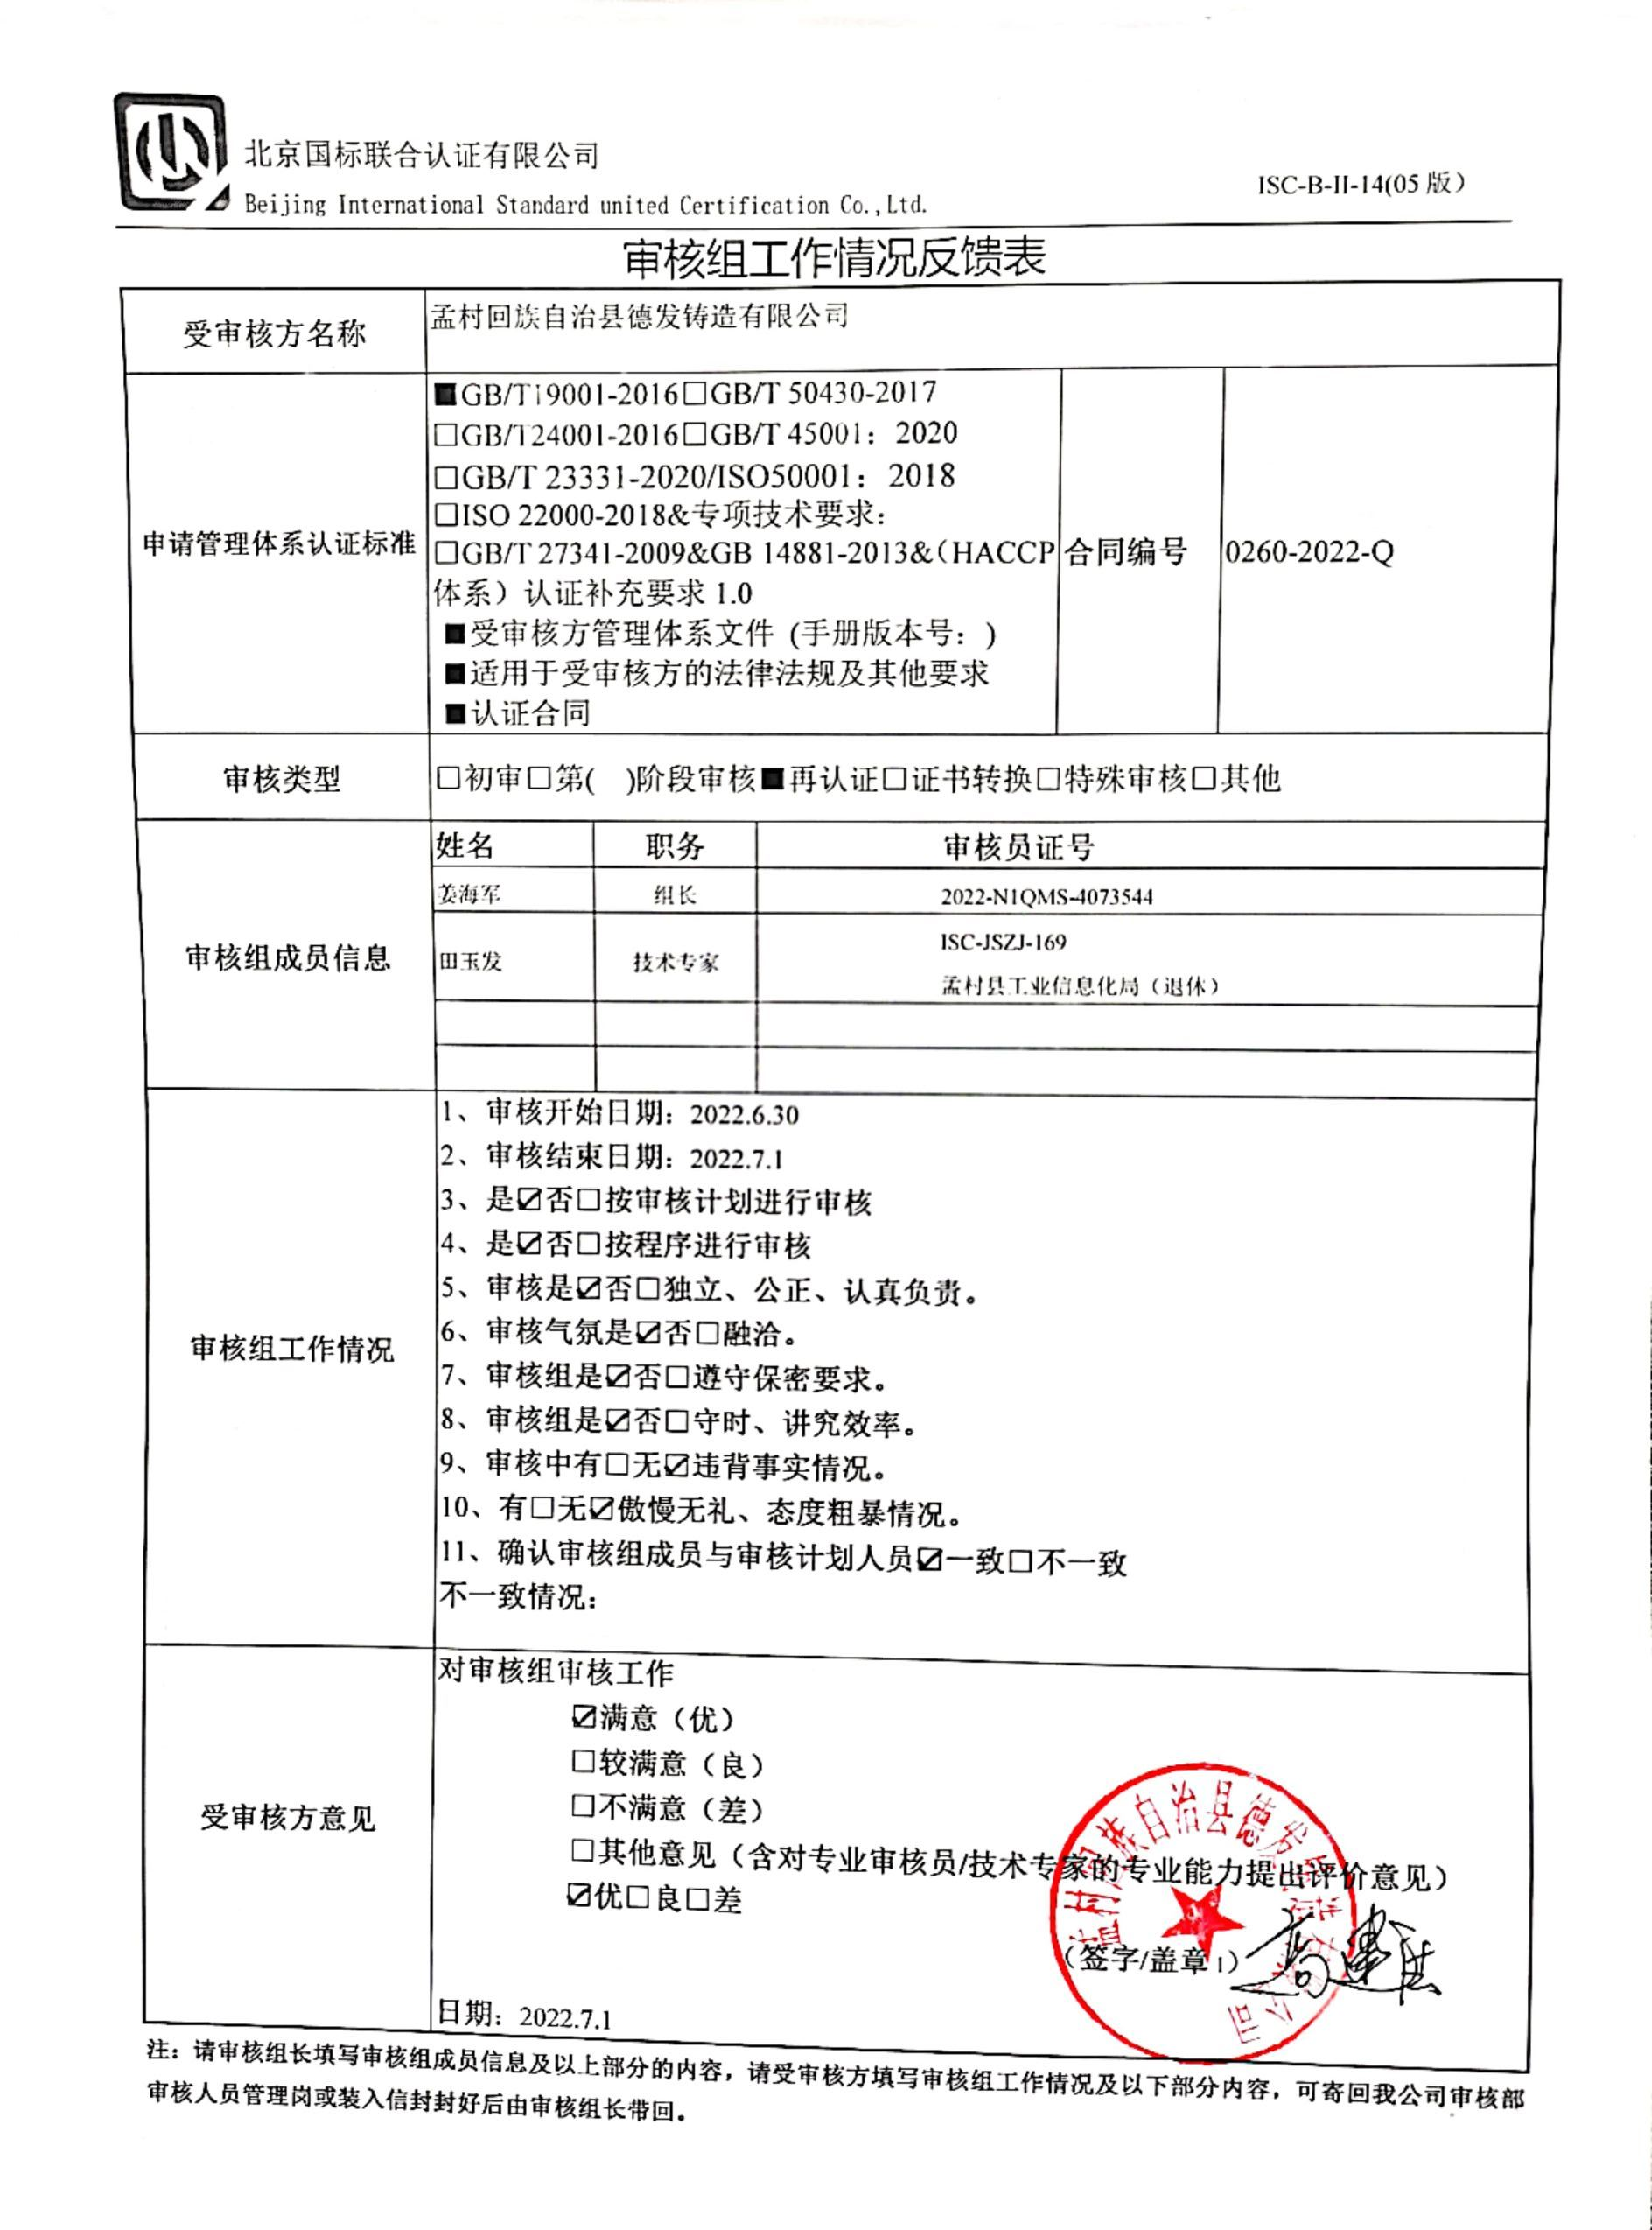 北京国标联合认证有限公司
Beijing International Standard united Certification Co.,Ltd.
ISC-B-II-14(05 版)
审核组工作情况反馈表
受审核方名称
孟村回族自治县德发铸造有限公司
申请管理体系认证标准
■GB/T19001-2016□GB/T 50430-2017
□GB/T24001-2016□GB/T 45001：2020
□GB/T 23331-2020/ISO50001：2018
□ISO 22000-2018&专项技术要求：
□GB/T 27341-2009&GB 14881-2013&（HACCP
体系）认证补充要求 1.0
■受审核方管理体系文件 (手册版本号：)
■适用于受审核方的法律法规及其他要求
■认证合同
合同编号
0260-2022-Q
审核类型
□初审□第( )阶段审核■再认证□证书转换□特殊审核□其他
审核组成员信息
姓名 职务 审核员证号
姜海军 组长 2022-N1QMS-4073544
田玉发 技术专家 ISC-JSZJ-169
孟村县工业信息化局（退休）
审核组工作情况
1、审核开始日期：2022.6.30
2、审核结束日期：2022.7.1
3、是☑否□按审核计划进行审核
4、是☑否□按程序进行审核
5、审核是☑否□独立、公正、认真负责。
6、审核气氛是☑否□融洽。
7、审核组是☑否□遵守保密要求。
8、审核组是☑否□守时、讲究效率。
9、审核中有□无☑违背事实情况。
10、有□无☑傲慢无礼、态度粗暴情况。
11、确认审核组成员与审核计划人员☑一致□不一致
不一致情况：
受审核方意见
对审核组审核工作
☑满意（优）
□较满意（良）
□不满意（差）
□其他意见（含对专业审核员/技术专家的专业能力提出评价意见）
☑优□良□差
（签字/盖章）
孟村回族自治县德发铸造有限公司
日期：2022.7.1
注：请审核组长填写审核组成员信息及以上部分的内容，请受审核方填写审核组工作情况及以下部分内容，可寄回我公司审核部
审核人员管理岗或装入信封封好后由审核组长带回。